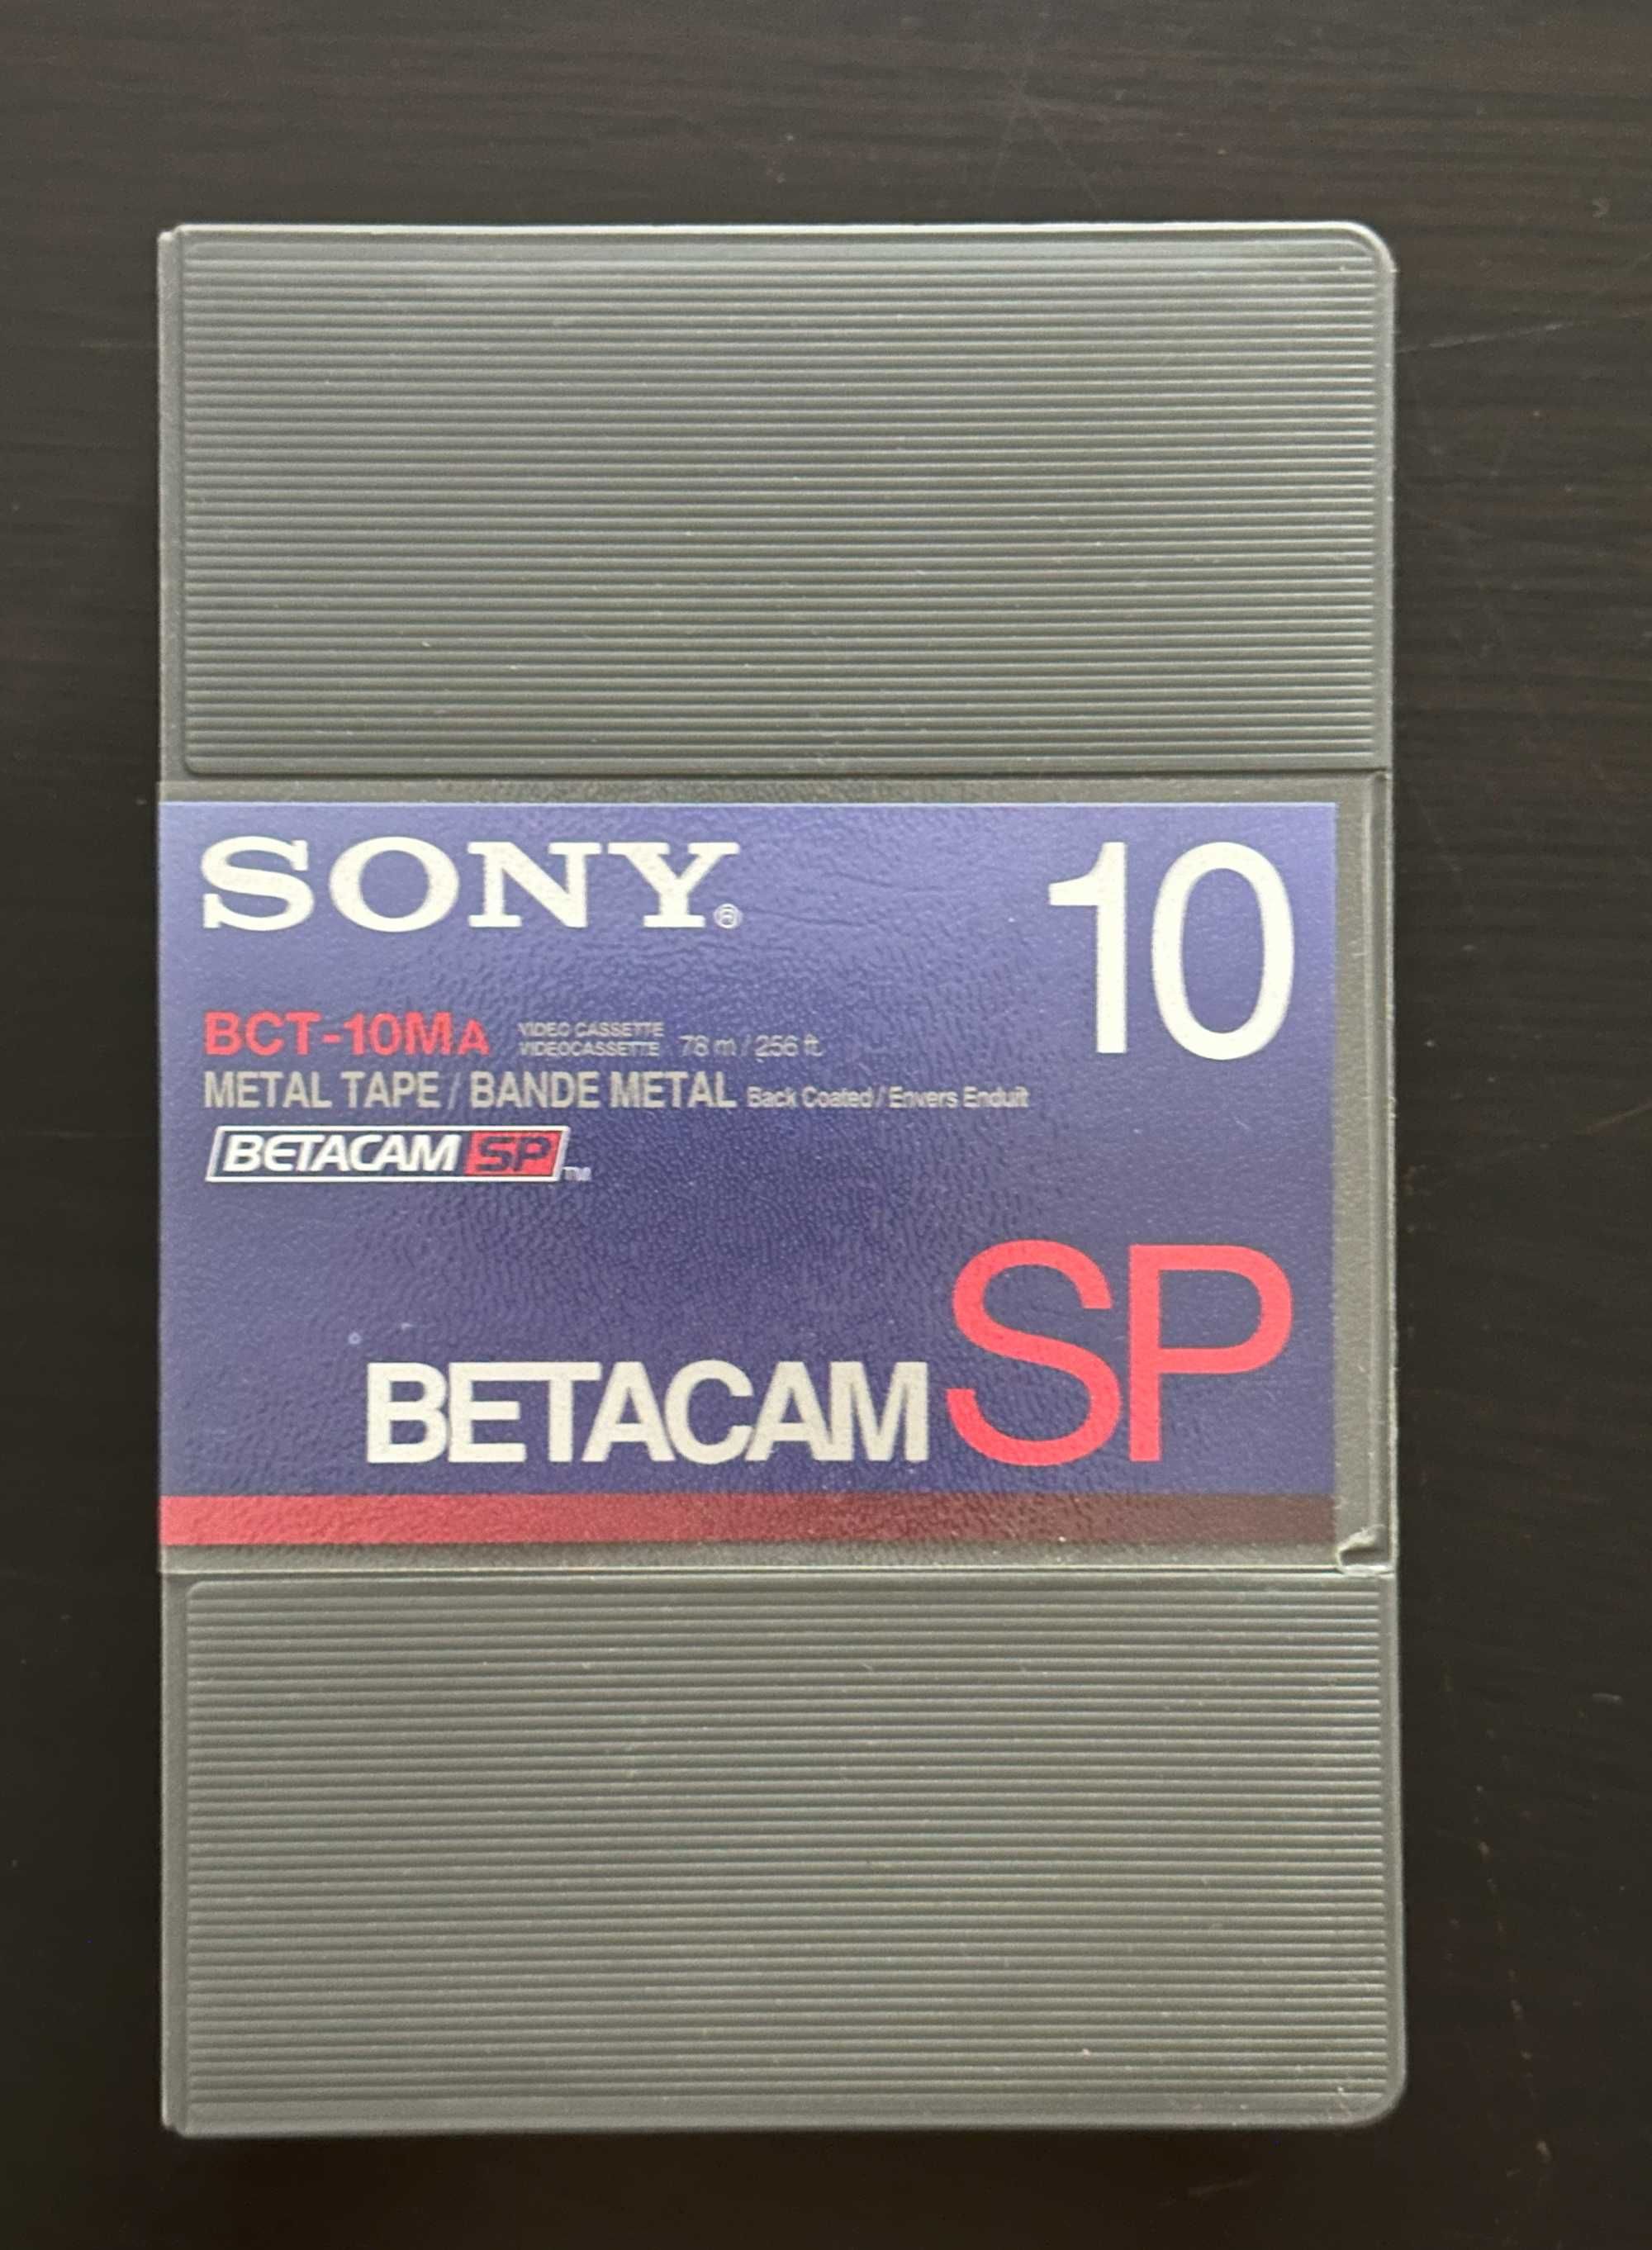 SONY® 10
BCT-10MA VIDEO CASSETTE
VIDEOCASSETTE 78 m / 256 ft.
METAL TAPE / BANDE METAL Back Coated / Envers Enduit
BETACAM SP™
BETACAM SP